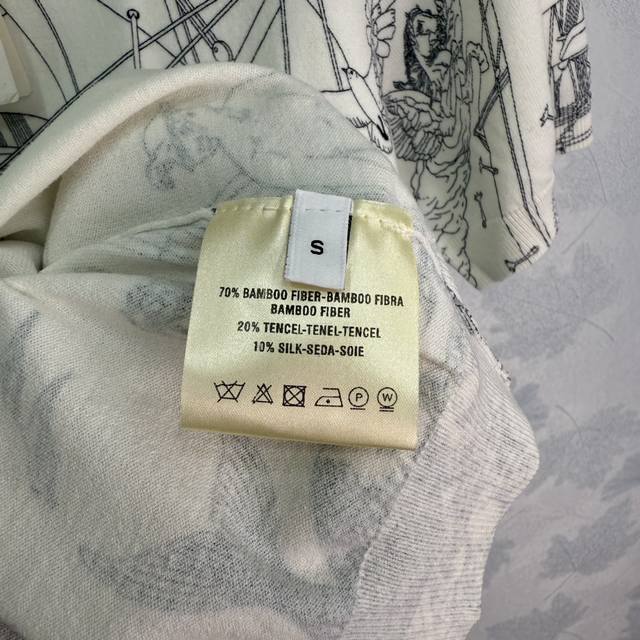 S
70% BAMBOO FIBER-BAMBOO FIBRA
BAMBOO FIBER
20% TENCEL-TENEL-TENCEL
10% SILK-SEDA-SOIE
P W